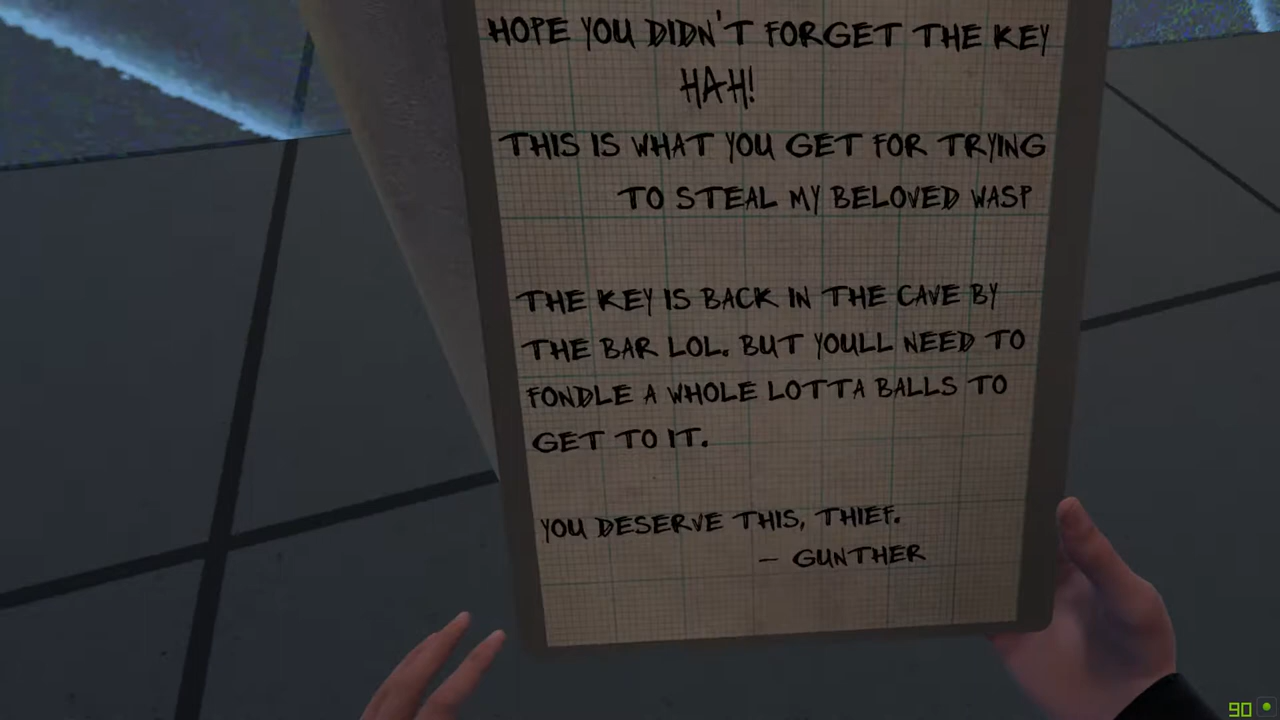 HOPE YOU DIDN'T FORGET THE KEY
HAH!
THIS IS WHAT YOU GET FOR TRYING
TO STEAL MY BELOVED WASP
THE KEY IS BACK IN THE CAVE BY
THE BAR LOL. BUT YOULL NEED TO
FONDLE A WHOLE LOTTA BALLS TO
GET TO IT.
YOU DESERVE THIS, THIEF.
– GUNTHER
90